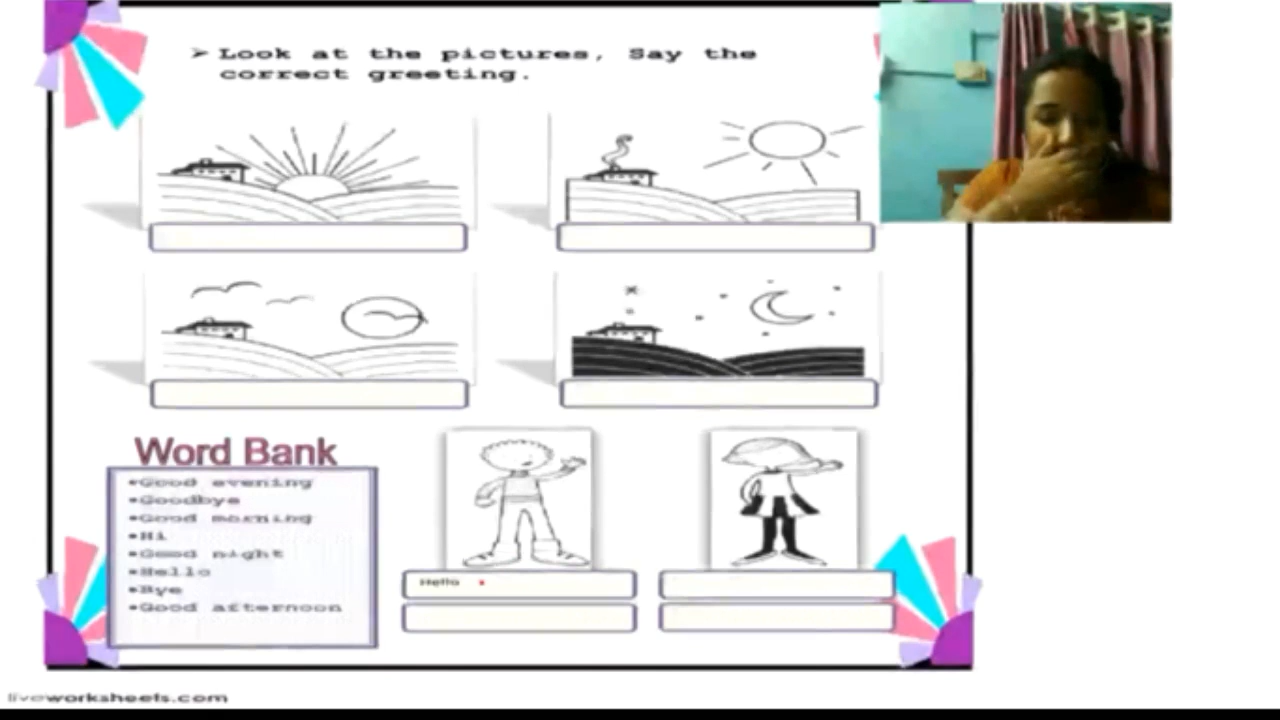 ➢ Look at the pictures, Say the
correct greeting.
Word Bank
•Good evening
•Goodbye
•Good morning
•Hi
•Good night
•Hello
•Bye
•Good afternoon
Hello
liveworksheets.com